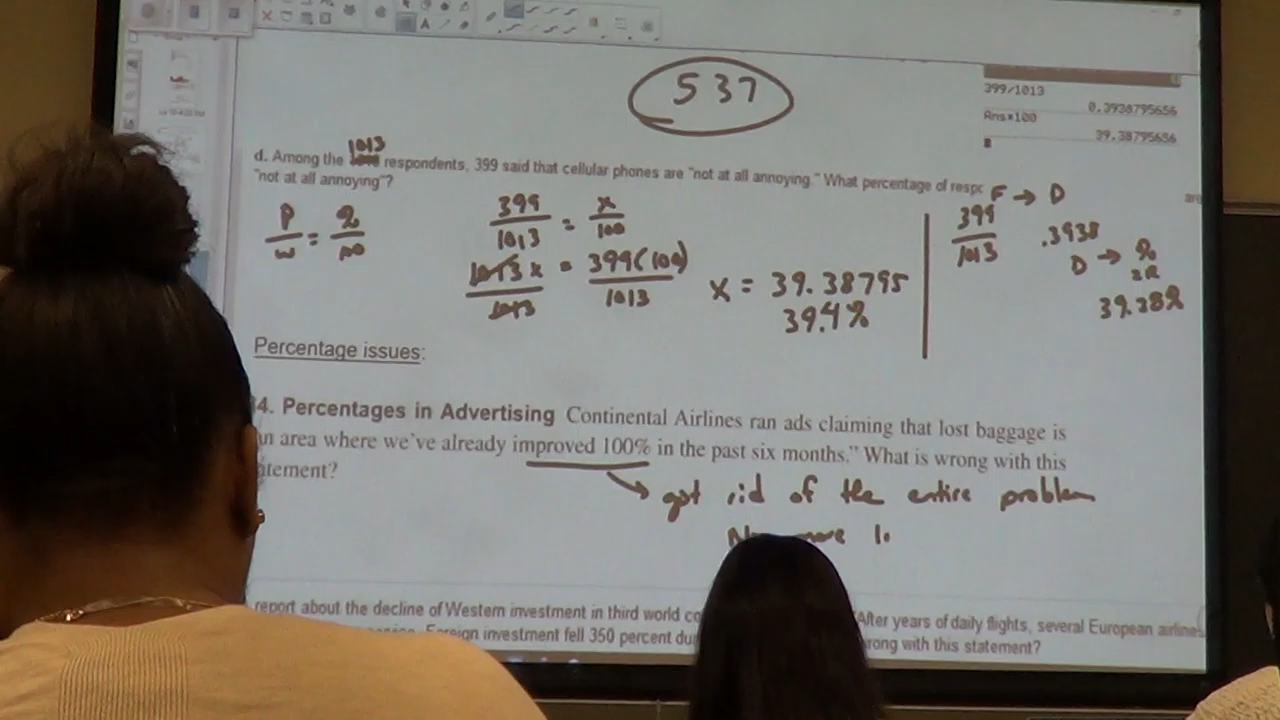 537
399/1013
0.3938795656
Ans*100
39.38795656
1013
d. Among the respondents, 399 said that cellular phones are "not at all annoying." What percentage of resp
"not at all annoying"?
P/w = %/100
399/1013 = x/100
1013x/1013 = 399(100)/1013
x = 39.38795
39.4%
F → D
399/1013 .3938
D → %
2R
39.38%
Percentage issues:
4. Percentages in Advertising Continental Airlines ran ads claiming that lost baggage is
an area where we've already improved 100% in the past six months." What is wrong with this
atement?
got rid of the entire problem
report about the decline of Western investment in third world After years of daily flights, several European airlines
Foreign investment fell 350 percent wrong with this statement?